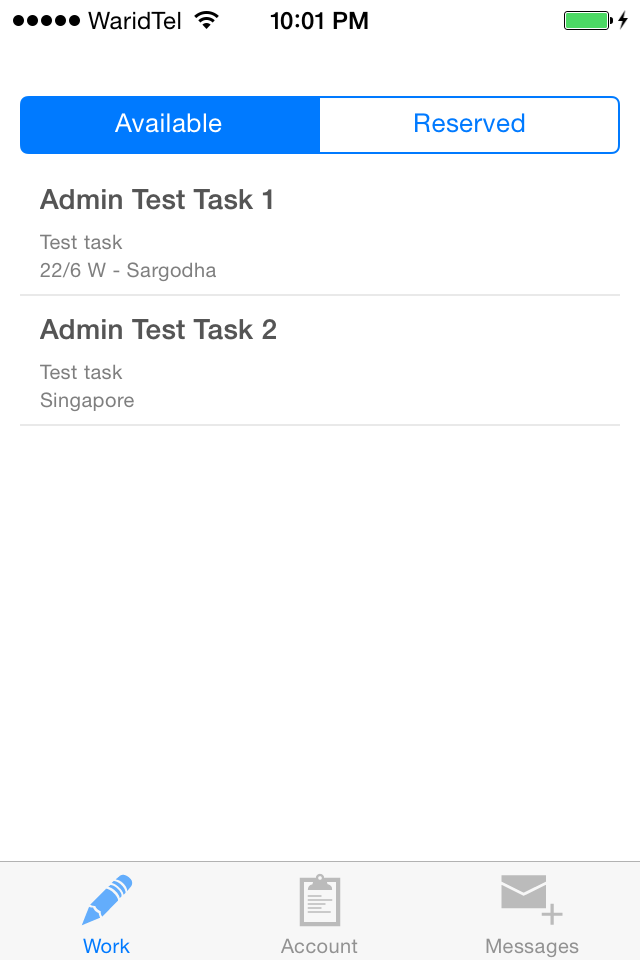 WaridTel 10:01 PM
Available Reserved
Admin Test Task 1
Test task
22/6 W - Sargodha
Admin Test Task 2
Test task
Singapore
Work Account Messages